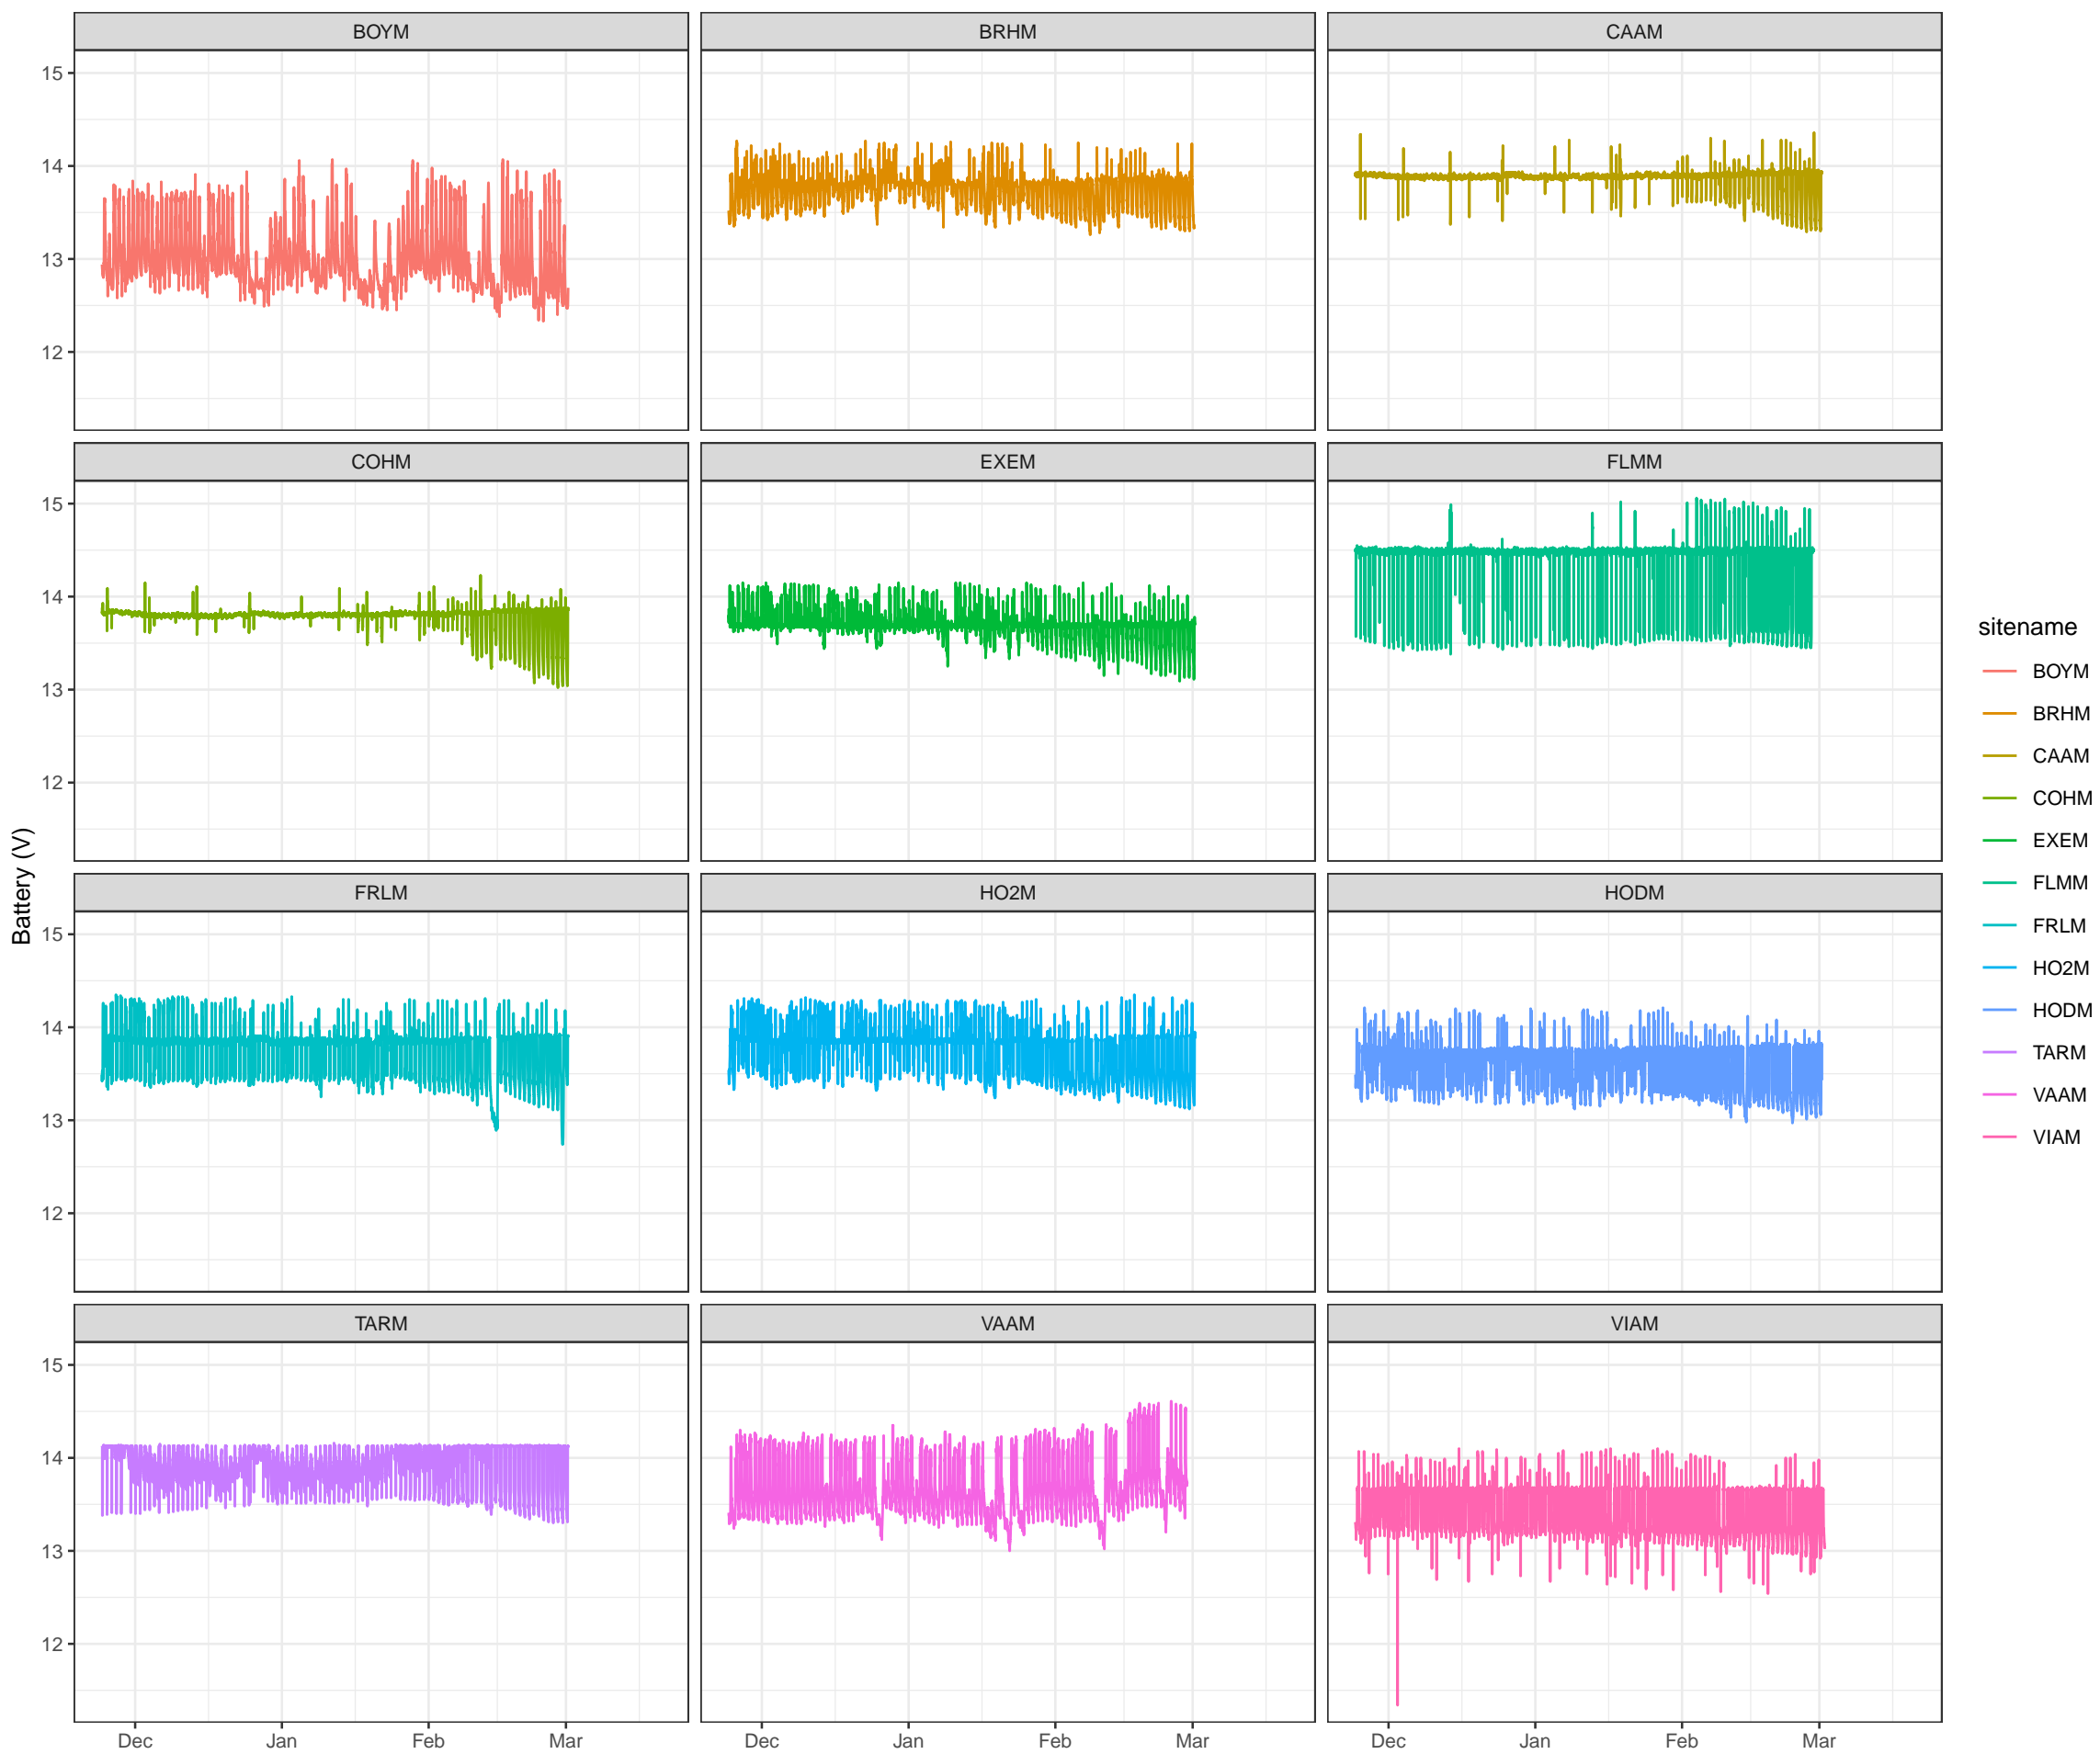 BOYM BRHM CAAM
15
14
13
12
COHM EXEM FLMM
15
14
13
12
FRLM HO2M HODM
15
14
13
12
TARM VAAM VIAM
15
14
13
12
Dec Jan Feb Mar Dec Jan Feb Mar Dec Jan Feb Mar
Battery (V)
sitename
BOYM
BRHM
CAAM
COHM
EXEM
FLMM
FRLM
HO2M
HODM
TARM
VAAM
VIAM